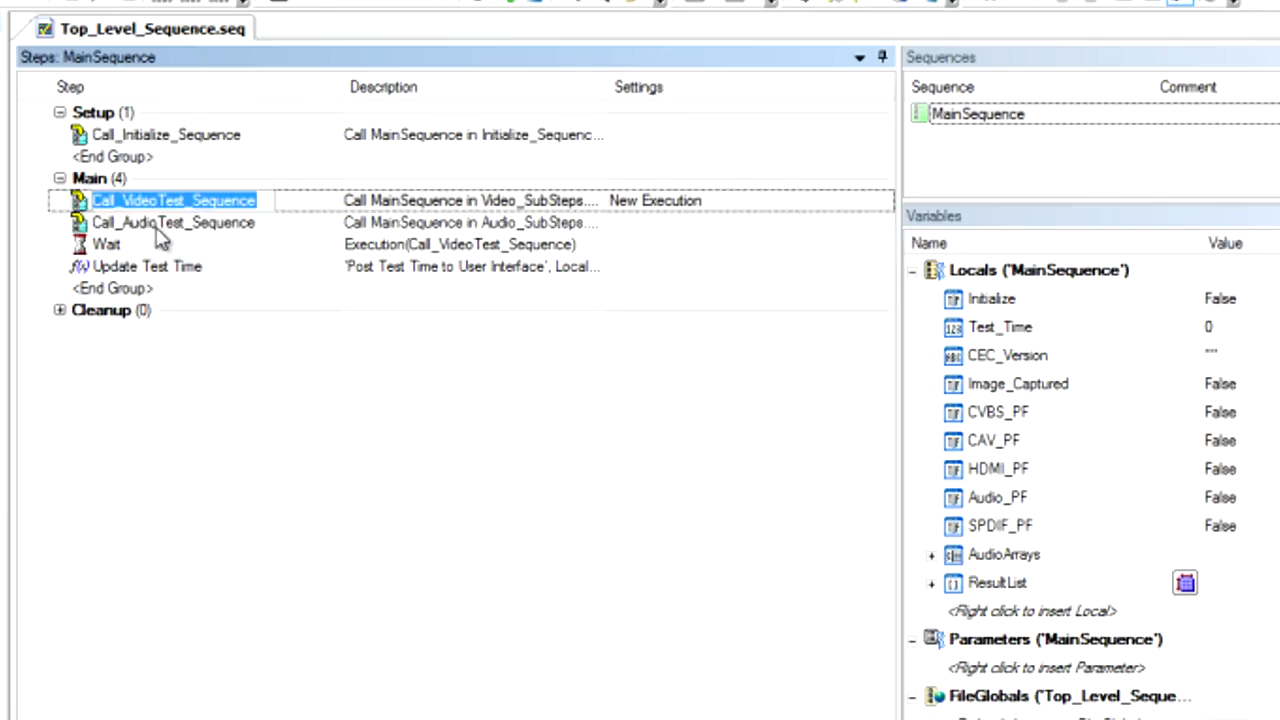 Top_Level_Sequence.seq
Steps: MainSequence
Step Description Settings
Setup (1)
Call_Initialize_Sequence Call MainSequence in Initialize_Sequenc...
<End Group>
Main (4)
Call_VideoTest_Sequence Call MainSequence in Video_SubSteps.... New Execution
Call_AudioTest_Sequence Call MainSequence in Audio_SubSteps....
Wait Execution(Call_VideoTest_Sequence)
Update Test Time 'Post Test Time to User Interface', Local...
<End Group>
Cleanup (0)
Sequences
Sequence Comment
MainSequence
Variables
Name Value
Locals ('MainSequence')
Initialize False
Test_Time 0
CEC_Version ""
Image_Captured False
CVBS_PF False
CAV_PF False
HDMI_PF False
Audio_PF False
SPDIF_PF False
AudioArrays
ResultList
<Right click to insert Local>
Parameters ('MainSequence')
<Right click to insert Parameter>
FileGlobals ('Top_Level_Seque...